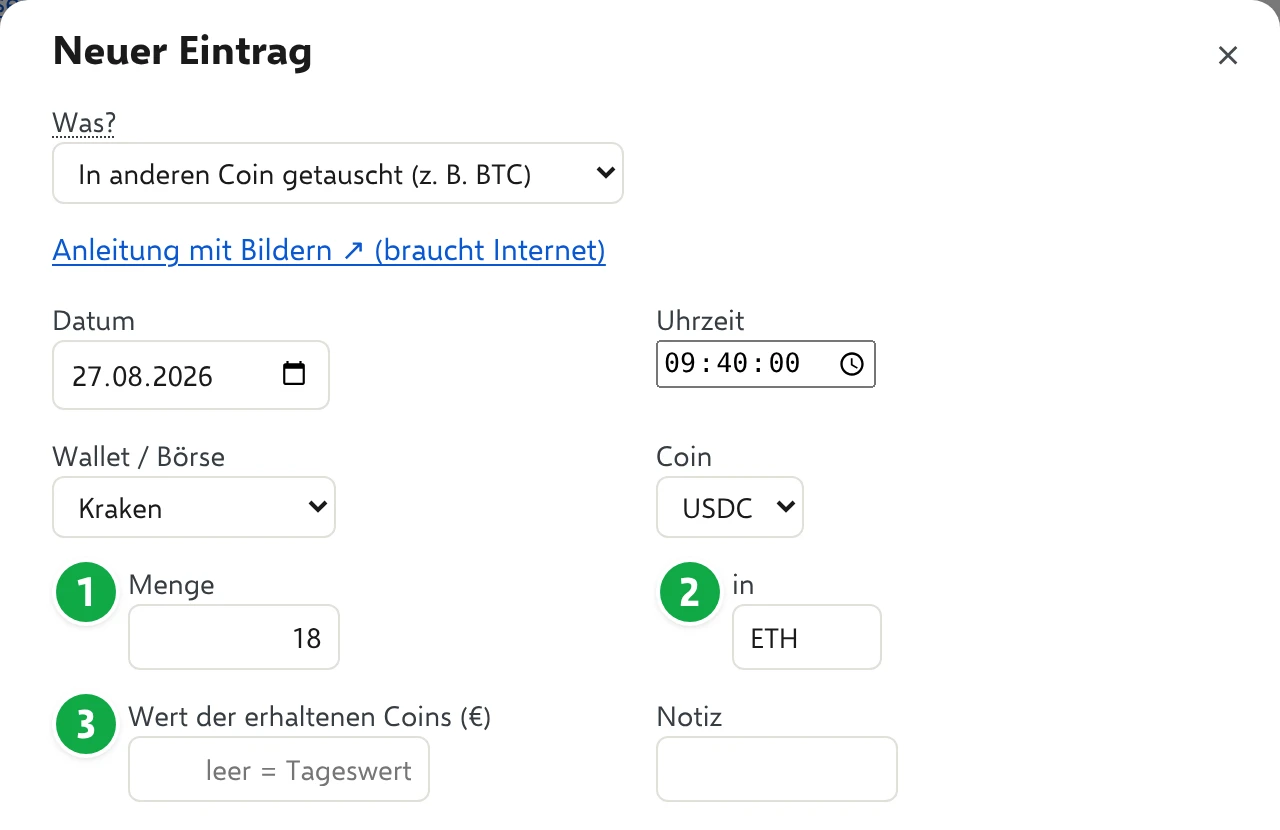 Neuer Eintrag
Was?
In anderen Coin getauscht (z. B. BTC)
Anleitung mit Bildern ↗ (braucht Internet)
Datum
Uhrzeit
27.08.2026
09:40:00
Wallet / Börse
Coin
Kraken
USDC
1 Menge
2 in
18
ETH
3 Wert der erhaltenen Coins (€)
Notiz
leer = Tageswert